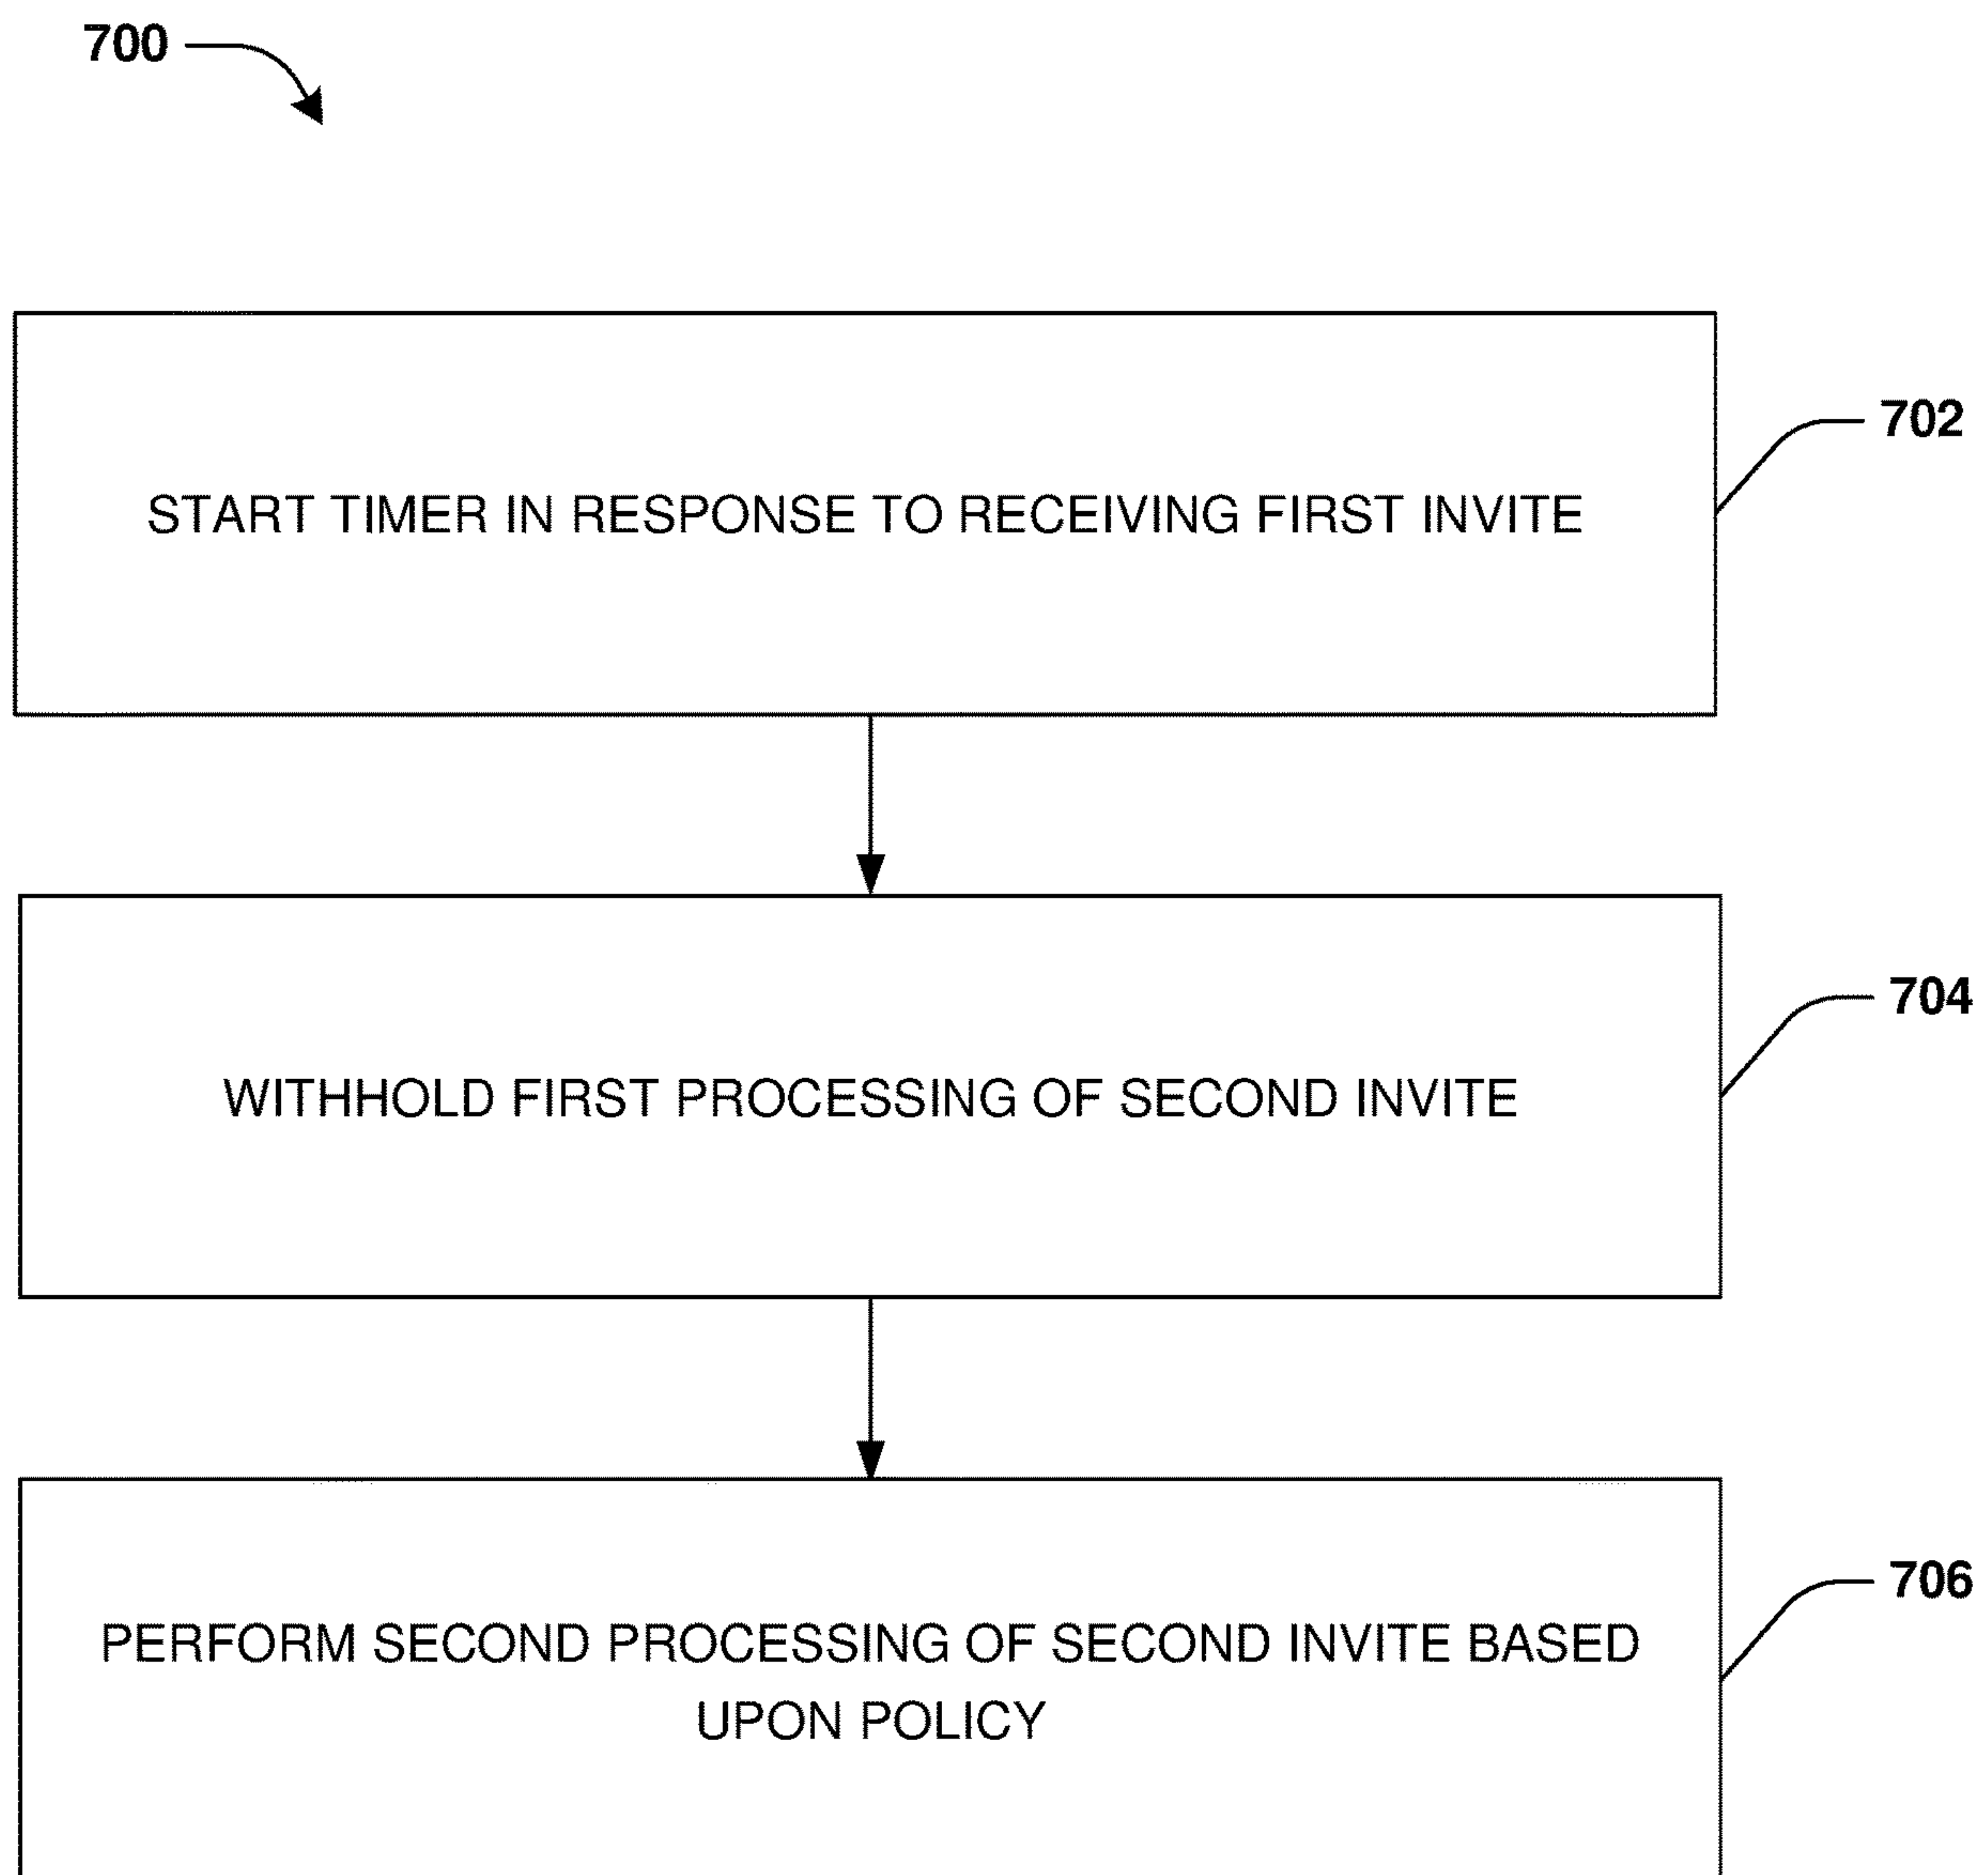 700
702
START TIMER IN RESPONSE TO RECEIVING FIRST INVITE
704
WITHHOLD FIRST PROCESSING OF SECOND INVITE
706
PERFORM SECOND PROCESSING OF SECOND INVITE BASED
UPON POLICY